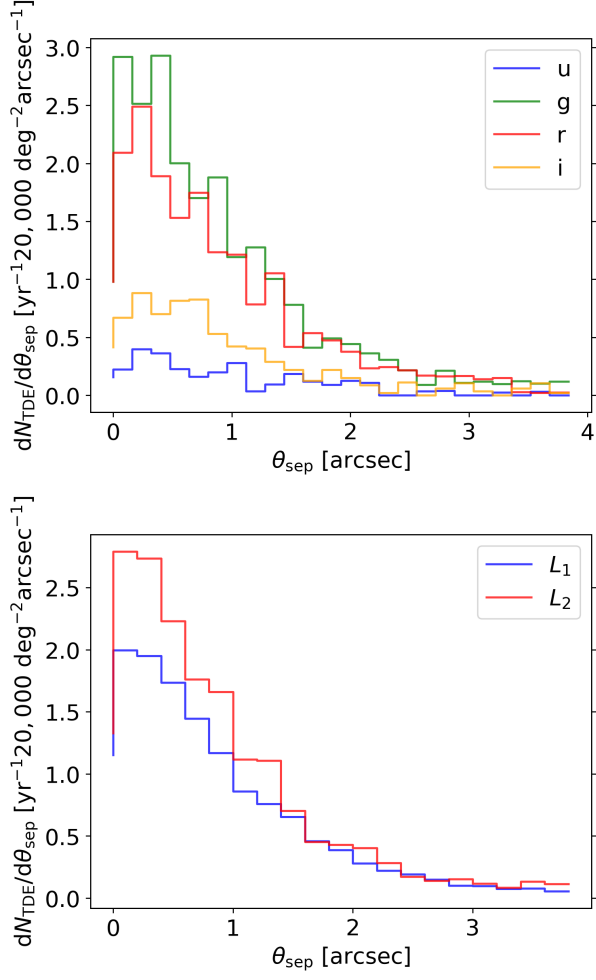 dN_TDE/dθ_sep [yr⁻¹20, 000 deg⁻²arcsec⁻¹]
3.0
2.5
2.0
1.5
1.0
0.5
0.0
u
g
r
i
0 1 2 3 4
θ_sep [arcsec]
dN_TDE/dθ_sep [yr⁻¹20, 000 deg⁻²arcsec⁻¹]
2.5
2.0
1.5
1.0
0.5
0.0
L₁
L₂
0 1 2 3
θ_sep [arcsec]